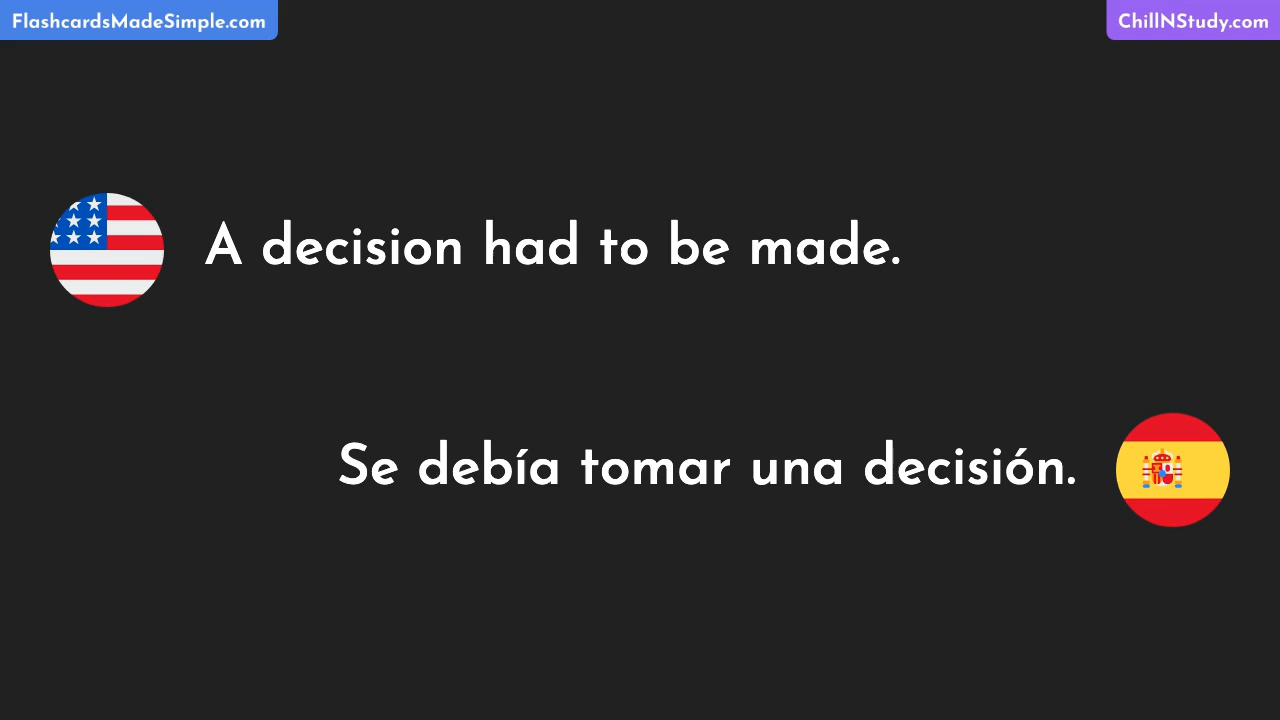 FlashcardsMadeSimple.com
ChillNStudy.com
A decision had to be made.
Se debía tomar una decisión.